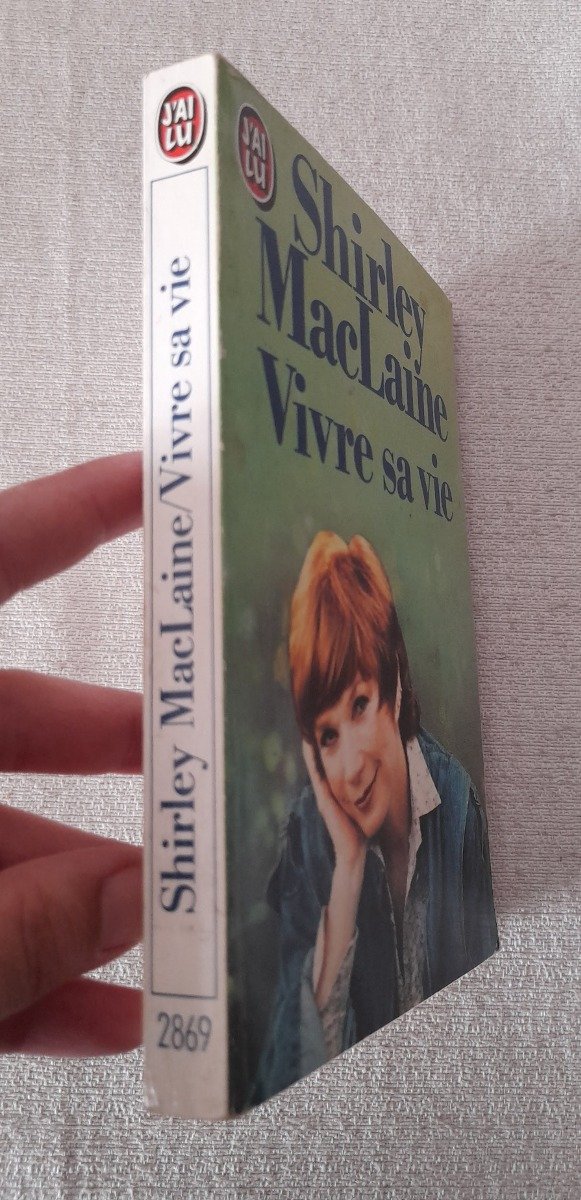 J'AI
LU
Shirley MacLaine/Vivre sa vie
2869
J'AI
LU
Shirley
MacLaine
Vivre sa vie